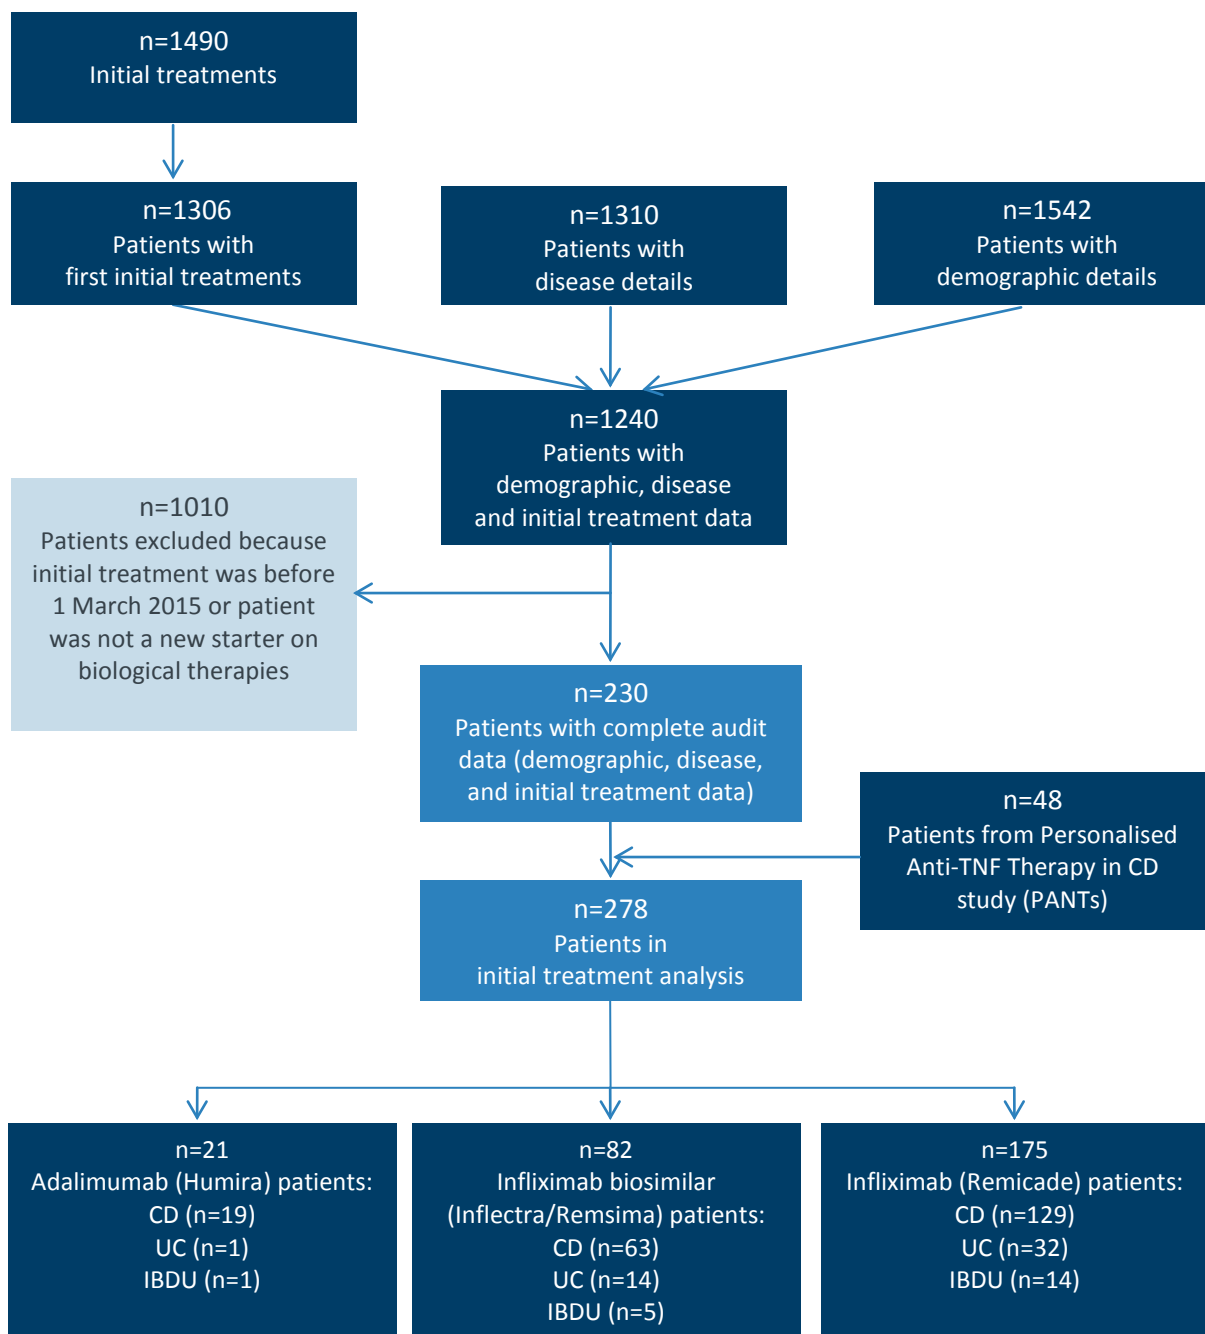 n=1490
Initial treatments
n=1306
Patients with
first initial treatments
n=1310
Patients with
disease details
n=1542
Patients with
demographic details
n=1240
Patients with
demographic, disease
and initial treatment data
n=1010
Patients excluded because
initial treatment was before
1 March 2015 or patient
was not a new starter on
biological therapies
n=230
Patients with complete audit
data (demographic, disease,
and initial treatment data)
n=48
Patients from Personalised
Anti-TNF Therapy in CD
study (PANTs)
n=278
Patients in
initial treatment analysis
n=21
Adalimumab (Humira) patients:
CD (n=19)
UC (n=1)
IBDU (n=1)
n=82
Infliximab biosimilar
(Inflectra/Remsima) patients:
CD (n=63)
UC (n=14)
IBDU (n=5)
n=175
Infliximab (Remicade) patients:
CD (n=129)
UC (n=32)
IBDU (n=14)